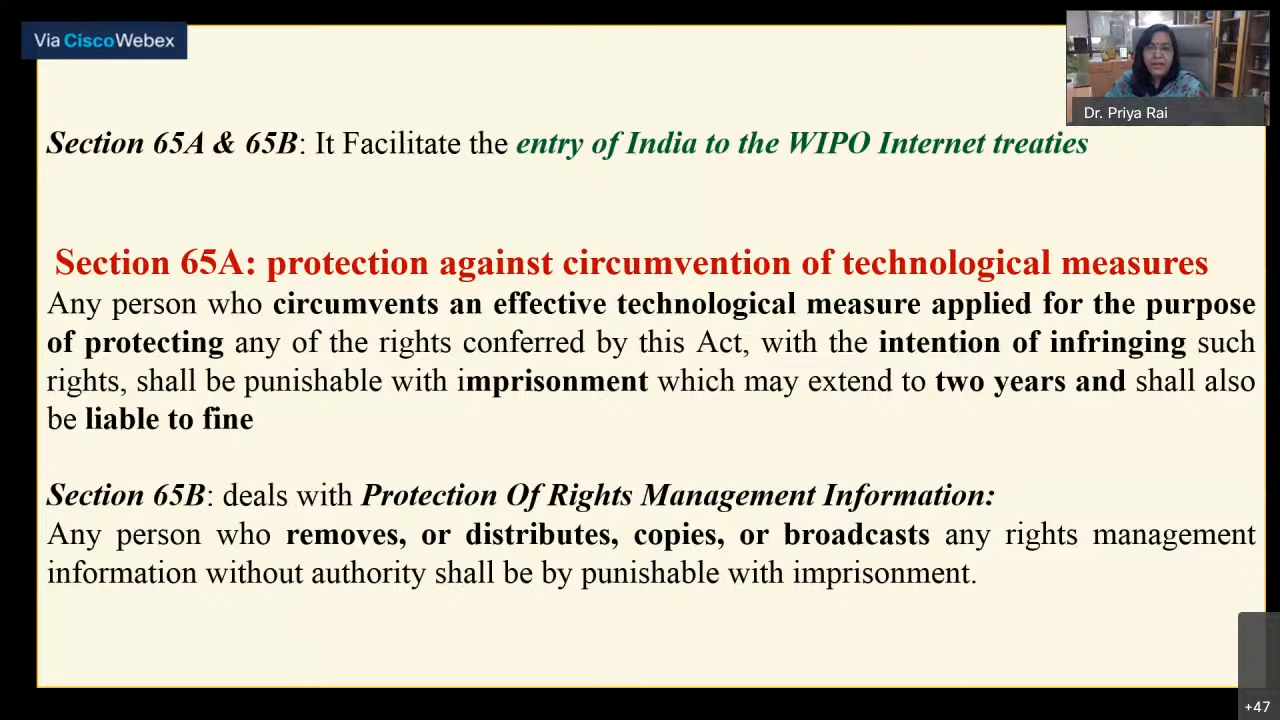 Via Cisco Webex
Dr. Priya Rai
Section 65A & 65B: It Facilitate the entry of India to the WIPO Internet treaties
Section 65A: protection against circumvention of technological measures
Any person who circumvents an effective technological measure applied for the purpose
of protecting any of the rights conferred by this Act, with the intention of infringing such
rights, shall be punishable with imprisonment which may extend to two years and shall also
be liable to fine
Section 65B: deals with Protection Of Rights Management Information:
Any person who removes, or distributes, copies, or broadcasts any rights management
information without authority shall be by punishable with imprisonment.
+47